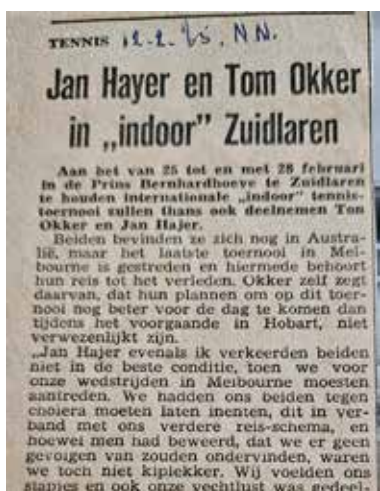 TENNIS 12-2-65, N.N.
Jan Hayer en Tom Okker
in „indoor” Zuidlaren
Aan het van 25 tot en met 28 februari
in de Prins Bernhardhoeve te Zuidlaren
te houden internationale „indoor” tennis-
toernooi sullen thans ook deelnemen Tom
Okker en Jan Hajer.
Beiden bevinden ze zich nog in Austra-
lië, maar het laatste toernooi in Mel-
bourne is gestreden en hiermede behoort
hun reis tot het verleden. Okker zelf zegt
daarvan, dat hun plannen om op dit toer-
nooi nog beter voor de dag te komen dan
tijdens het voorgaande in Hobart, niet
verwezenlijkt zijn.
„Jan Hajer evenals ik verkeerden beiden
niet in de beste conditie, toen we voor
onze wedstrijden in Melbourne moesten
aantreden. We hadden ons beiden tegen
cholera moeten laten inenten, dit in ver-
band met ons verdere reis-schema, en
hoewel men had beweerd, dat we er geen
gevolgen van zouden ondervinden, waren
we toch niet kiplekker. Wij voelden ons
slapjes en ook onze vechtlust was gedeel-